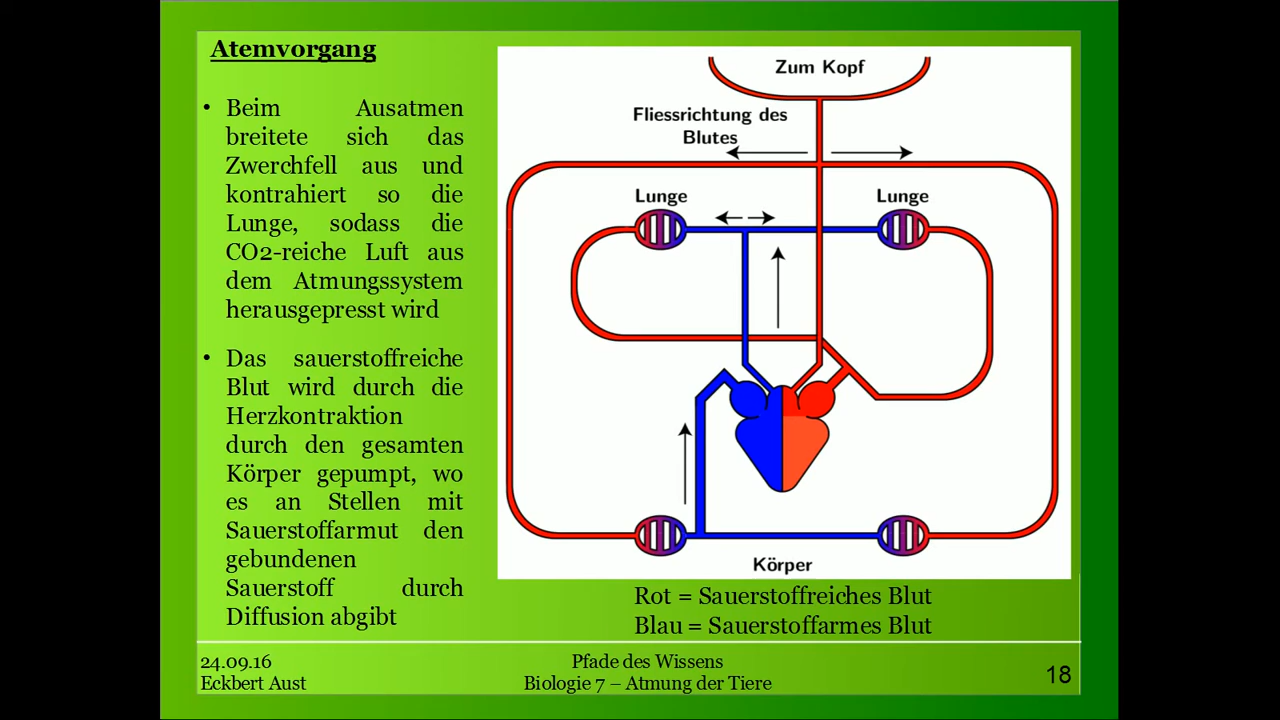 Atemvorgang
• Beim Ausatmen
breitete sich das
Zwerchfell aus und
kontrahiert so die
Lunge, sodass die
CO2-reiche Luft aus
dem Atmungssystem
herausgepresst wird
• Das sauerstoffreiche
Blut wird durch die
Herzkontraktion
durch den gesamten
Körper gepumpt, wo
es an Stellen mit
Sauerstoffarmut den
gebundenen
Sauerstoff durch
Diffusion abgibt
Zum Kopf
Fliessrichtung des
Blutes
Lunge
Lunge
Körper
Rot = Sauerstoffreiches Blut
Blau = Sauerstoffarmes Blut
24.09.16
Eckbert Aust
Pfade des Wissens
Biologie 7 – Atmung der Tiere
18